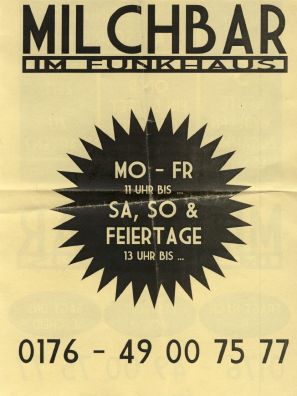 MILCHBAR
IM FUNKHAUS
MO – FR
11 UHR BIS ...
SA, SO &
FEIERTAGE
13 UHR BIS ...
0176 – 49 00 75 77